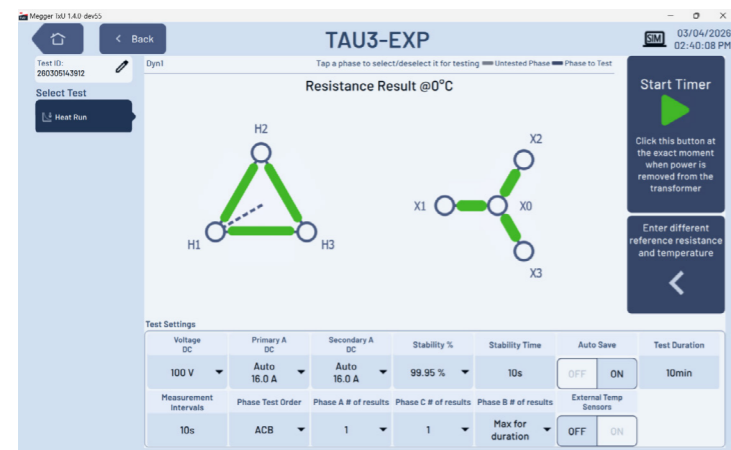 Megger IxU 1.4.0 dev55
Back
TAU3-EXP
SIM
03/04/2026
02:40:08 PM
Test ID:
260305143912
Select Test
Heat Run
Dyn1
Tap a phase to select/deselect it for testing
Untested Phase
Phase to Test
Resistance Result @0°C
H2
H1
H3
X2
X1
X0
X3
Start Timer
Click this button at
the exact moment
when power is
removed from the
transformer
Enter different
reference resistance
and temperature
Test Settings
Voltage
DC
Primary A
DC
Secondary A
DC
Stability %
Stability Time
Auto Save
Test Duration
100 V
Auto
16.0 A
Auto
16.0 A
99.95 %
10s
OFF
ON
10min
Measurement
Intervals
Phase Test Order
Phase A # of results
Phase C # of results
Phase B # of results
External Temp
Sensors
10s
ACB
1
1
Max for
duration
OFF
ON